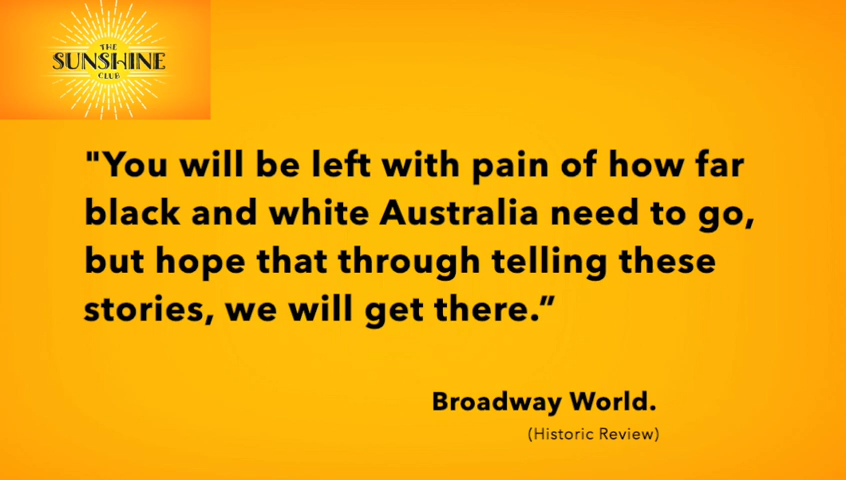 THE
SUNSHINE
CLUB
"You will be left with pain of how far
black and white Australia need to go,
but hope that through telling these
stories, we will get there.”
Broadway World.
(Historic Review)